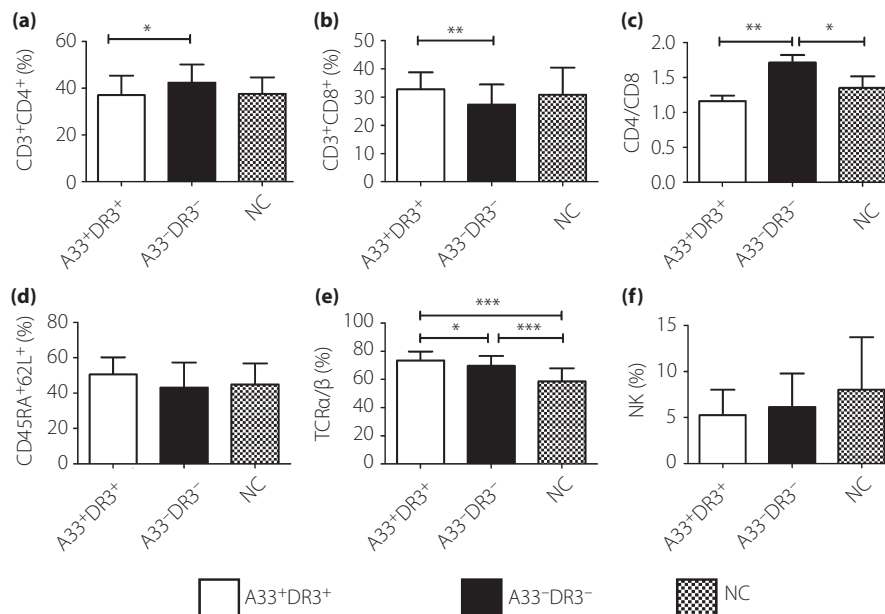 (a)
*
CD3⁺CD4⁺ (%)
60
40
20
0
A33⁺DR3⁺
A33⁻DR3⁻
NC
(b)
**
CD3⁺CD8⁺ (%)
50
40
30
20
10
0
A33⁺DR3⁺
A33⁻DR3⁻
NC
(c)
** *
CD4/CD8
2.0
1.5
1.0
0.5
0.0
A33⁺DR3⁺
A33⁻DR3⁻
NC
(d)
CD45RA⁺62L⁺ (%)
80
60
40
20
0
A33⁺DR3⁺
A33⁻DR3⁻
NC
(e)
***
* ***
TCRα/β (%)
100
80
60
40
20
0
A33⁺DR3⁺
A33⁻DR3⁻
NC
(f)
NK (%)
15
10
5
0
A33⁺DR3⁺
A33⁻DR3⁻
NC
A33⁺DR3⁺ A33⁻DR3⁻ NC